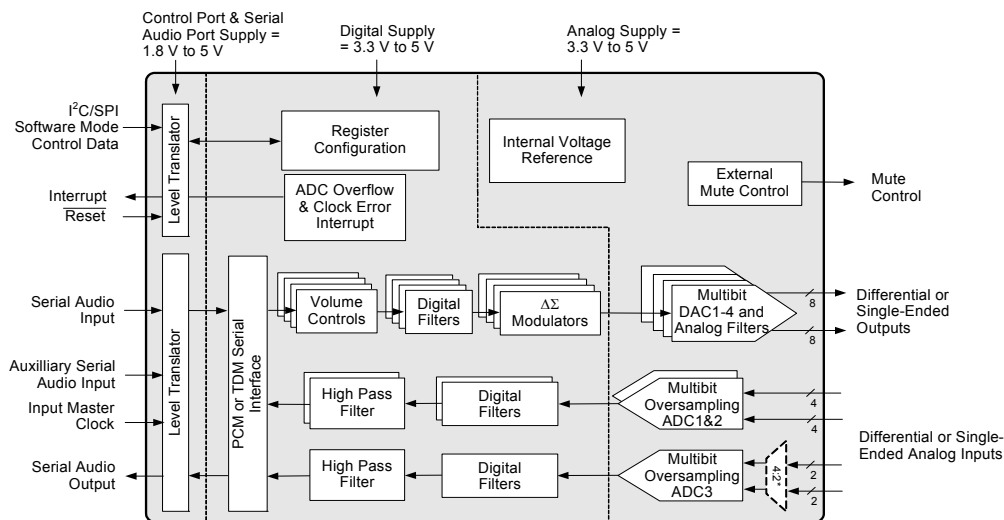 Control Port & Serial
Audio Port Supply =
1.8 V to 5 V
Digital Supply
= 3.3 V to 5 V
Analog Supply =
3.3 V to 5 V
I²C/SPI
Software Mode
Control Data
Level Translator
Register
Configuration
Internal Voltage
Reference
External
Mute Control
Mute
Control
Interrupt
Reset
ADC Overflow
& Clock Error
Interrupt
Serial Audio
Input
Level Translator
PCM or TDM Serial
Interface
Volume
Controls
Digital
Filters
ΔΣ
Modulators
Multibit
DAC1-4 and
Analog Filters
8
8
Differential or
Single-Ended
Outputs
Auxilliary Serial
Audio Input
Input Master
Clock
High Pass
Filter
Digital
Filters
Multibit
Oversampling
ADC1&2
4
4
Differential or Single-
Ended Analog Inputs
Serial Audio
Output
High Pass
Filter
Digital
Filters
Multibit
Oversampling
ADC3
4:2*
2
2